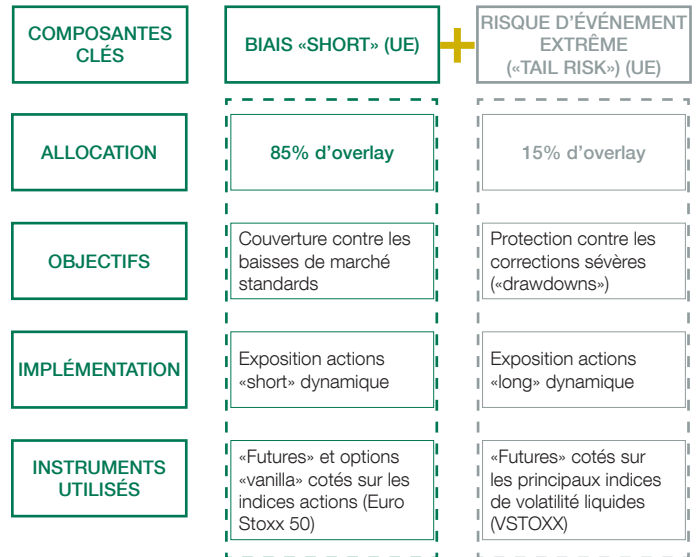 COMPOSANTES
CLÉS
BIAIS «SHORT» (UE)
+
RISQUE D'ÉVÉNEMENT
EXTRÊME
(«TAIL RISK») (UE)
ALLOCATION
85% d'overlay
15% d'overlay
OBJECTIFS
Couverture contre les
baisses de marché
standards
Protection contre les
corrections sévères
(«drawdowns»)
IMPLÉMENTATION
Exposition actions
«short» dynamique
Exposition actions
«long» dynamique
INSTRUMENTS
UTILISÉS
«Futures» et options
«vanilla» cotés sur les
indices actions (Euro
Stoxx 50)
«Futures» cotés sur
les principaux indices
de volatilité liquides
(VSTOXX)